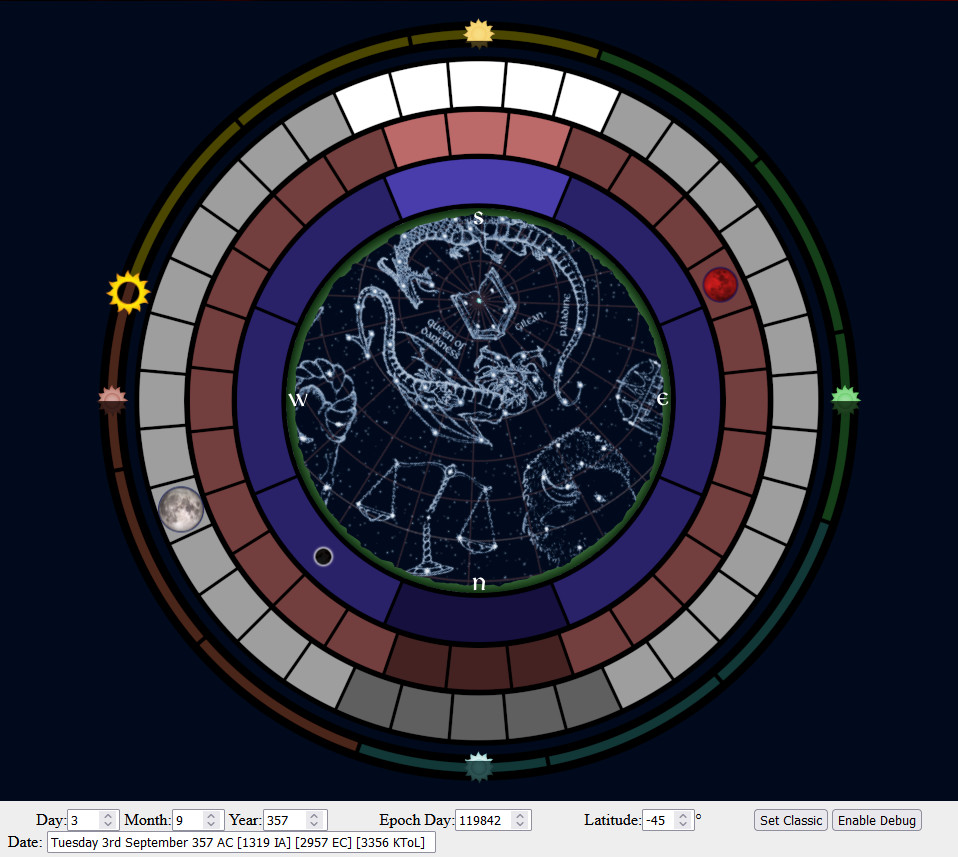 S
QUEEN OF
DARKNESS
GILEAN
PALADINE
W
E
N
Day: 3 Month: 9 Year: 357 Epoch Day: 119842 Latitude: -45 ° Set Classic Enable Debug
Date: Tuesday 3rd September 357 AC [1319 IA] [2957 EC] [3356 KToL]